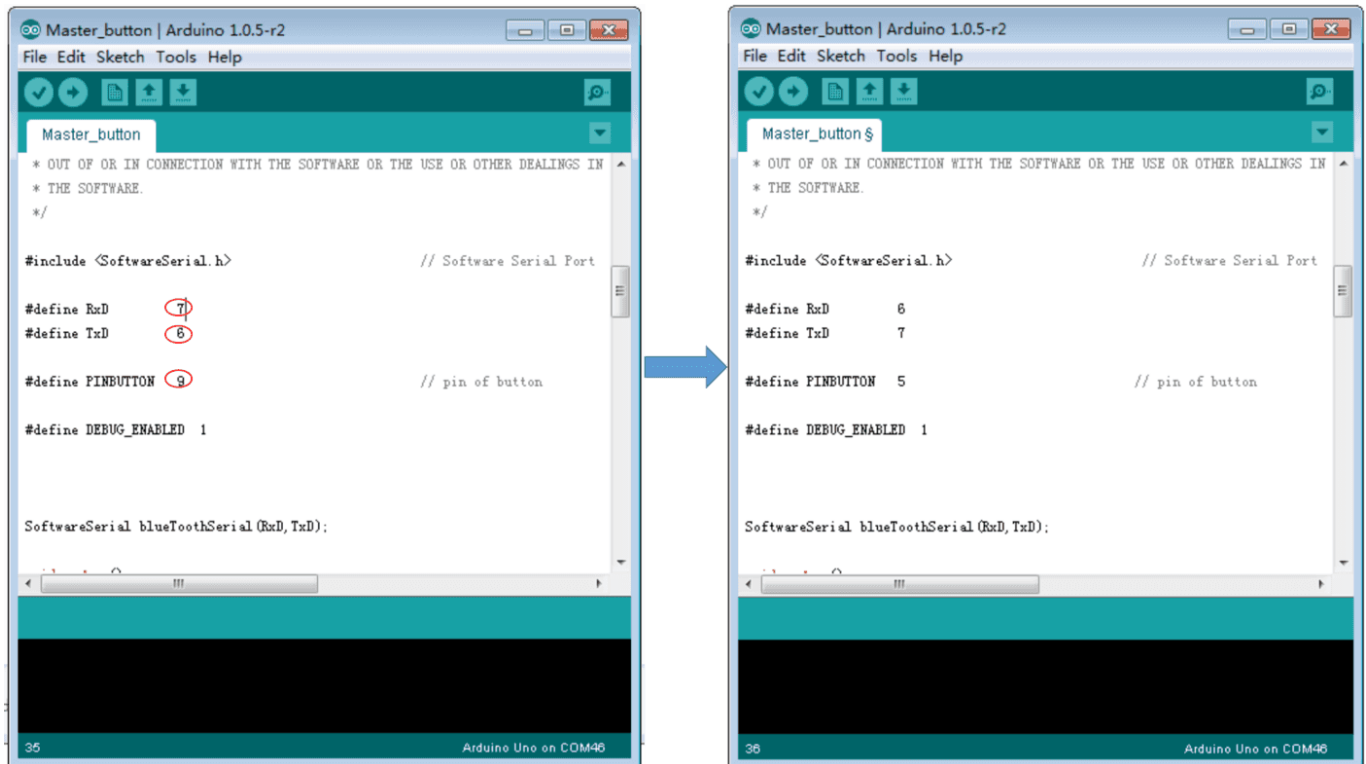 Master_button | Arduino 1.0.5-r2
File Edit Sketch Tools Help
Master_button
* OUT OF OR IN CONNECTION WITH THE SOFTWARE OR THE USE OR OTHER DEALINGS IN
* THE SOFTWARE.
*/
#include <SoftwareSerial.h> // Software Serial Port
#define RxD 7
#define TxD 6
#define PINBUTTON 9 // pin of button
#define DEBUG_ENABLED 1
SoftwareSerial blueToothSerial(RxD,TxD);
35 Arduino Uno on COM46
Master_button | Arduino 1.0.5-r2
File Edit Sketch Tools Help
Master_button §
* OUT OF OR IN CONNECTION WITH THE SOFTWARE OR THE USE OR OTHER DEALINGS IN
* THE SOFTWARE.
*/
#include <SoftwareSerial.h> // Software Serial Port
#define RxD 6
#define TxD 7
#define PINBUTTON 5 // pin of button
#define DEBUG_ENABLED 1
SoftwareSerial blueToothSerial(RxD,TxD);
36 Arduino Uno on COM46